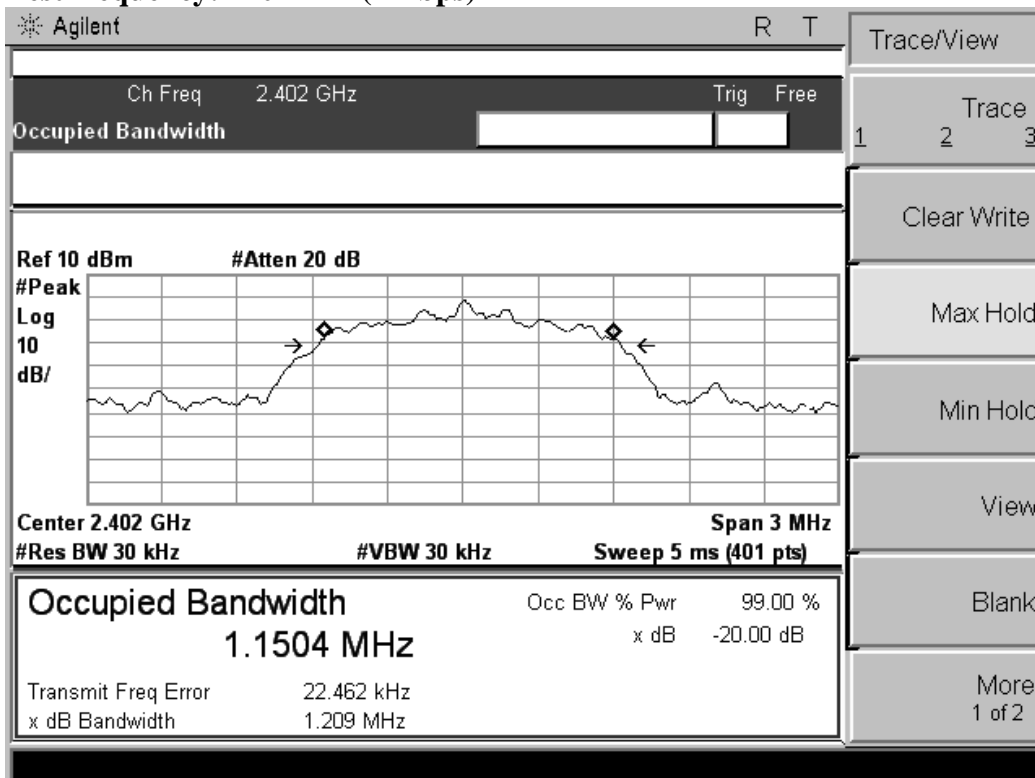 Agilent R T
Trace/View
Ch Freq 2.402 GHz Trig Free
Occupied Bandwidth
Trace
1 2 3
Clear Write
Ref 10 dBm #Atten 20 dB
#Peak
Log
10
dB/
Max Hold
Min Hold
Center 2.402 GHz Span 3 MHz
#Res BW 30 kHz #VBW 30 kHz Sweep 5 ms (401 pts)
View
Occupied Bandwidth Occ BW % Pwr 99.00 %
1.1504 MHz x dB -20.00 dB
Blank
Transmit Freq Error 22.462 kHz
x dB Bandwidth 1.209 MHz
More
1 of 2